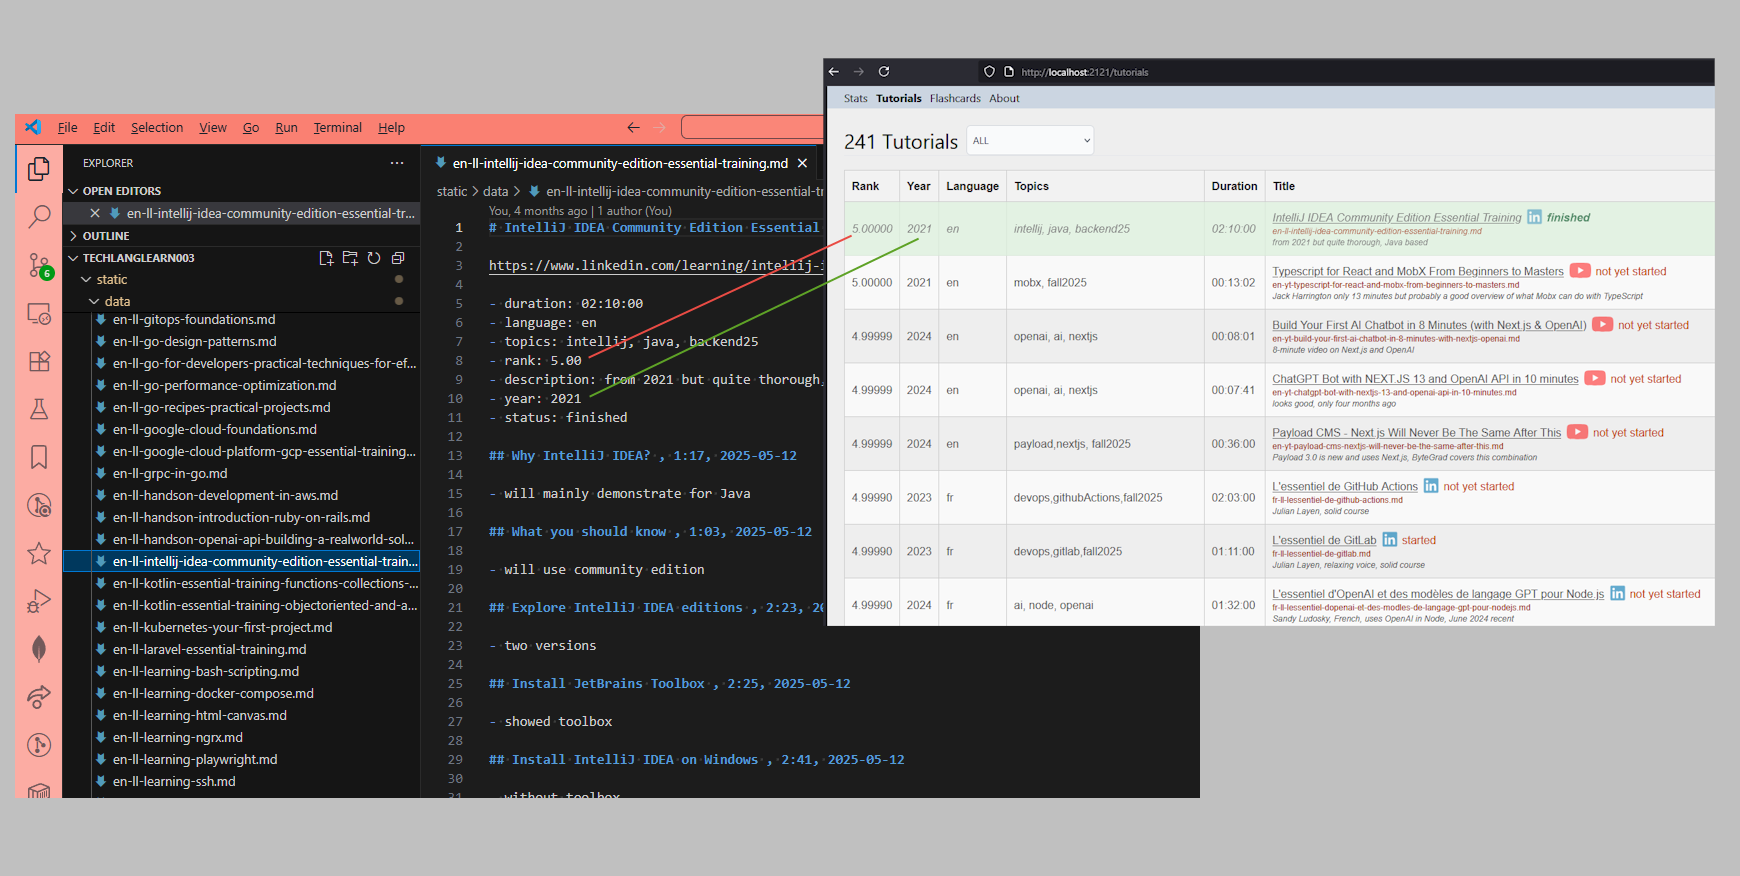 File Edit Selection View Go Run Terminal Help
EXPLORER
OPEN EDITORS
en-ll-intellij-idea-community-edition-essential-tr...
OUTLINE
TECHLANGLEARN003
static
data
en-ll-gitops-foundations.md
en-ll-go-design-patterns.md
en-ll-go-for-developers-practical-techniques-for-ef...
en-ll-go-performance-optimization.md
en-ll-go-recipes-practical-projects.md
en-ll-google-cloud-foundations.md
en-ll-google-cloud-platform-gcp-essential-training...
en-ll-grpc-in-go.md
en-ll-handson-development-in-aws.md
en-ll-handson-introduction-ruby-on-rails.md
en-ll-handson-openai-api-building-a-realworld-sol...
en-ll-intellij-idea-community-edition-essential-train...
en-ll-kotlin-essential-training-functions-collections-...
en-ll-kotlin-essential-training-objectoriented-and-a...
en-ll-kubernetes-your-first-project.md
en-ll-laravel-essential-training.md
en-ll-learning-bash-scripting.md
en-ll-learning-docker-compose.md
en-ll-learning-html-canvas.md
en-ll-learning-ngrx.md
en-ll-learning-playwright.md
en-ll-learning-ssh.md
6
en-ll-intellij-idea-community-edition-essential-training.md
static > data > en-ll-intellij-idea-community-edition-essential-tr
You, 4 months ago | 1 author (You)
1 # IntelliJ IDEA Community Edition Essential
2
3 https://www.linkedin.com/learning/intellij-i
4
5 - duration: 02:10:00
6 - language: en
7 - topics: intellij, java, backend25
8 - rank: 5.00
9 - description: from 2021 but quite thorough,
10 - year: 2021
11 - status: finished
12
13 ## Why IntelliJ IDEA? , 1:17, 2025-05-12
14
15 - will mainly demonstrate for Java
16
17 ## What you should know , 1:03, 2025-05-12
18
19 - will use community edition
20
21 ## Explore IntelliJ IDEA editions , 2:23, 20
22
23 - two versions
24
25 ## Install JetBrains Toolbox , 2:25, 2025-05-12
26
27 - showed toolbox
28
29 ## Install IntelliJ IDEA on Windows , 2:41, 2025-05-12
30
31 - without toolbox
http://localhost:2121/tutorials
Stats Tutorials Flashcards About
241 Tutorials ALL
Rank Year Language Topics Duration Title
5.00000 2021 en intellij, java, backend25 02:10:00 IntelliJ IDEA Community Edition Essential Training in finished
en-ll-intellij-idea-community-edition-essential-training.md
from 2021 but quite thorough, Java based
5.00000 2021 en mobx, fall2025 00:13:02 Typescript for React and MobX From Beginners to Masters not yet started
en-yt-typescript-for-react-and-mobx-from-beginners-to-masters.md
Jack Harrington only 13 minutes but probably a good overview of what Mobx can do with TypeScript
4.99999 2024 en openai, ai, nextjs 00:08:01 Build Your First AI Chatbot in 8 Minutes (with Next.js & OpenAI) not yet started
en-yt-build-your-first-ai-chatbot-in-8-minutes-with-nextjs-openai.md
8-minute video on Next.js and OpenAI
4.99999 2024 en openai, ai, nextjs 00:07:41 ChatGPT Bot with NEXT.JS 13 and OpenAI API in 10 minutes not yet started
en-yt-chatgpt-bot-with-nextjs-13-and-openai-api-in-10-minutes.md
looks good, only four months ago
4.99999 2024 en payload,nextjs, fall2025 00:36:00 Payload CMS - Next.js Will Never Be The Same After This not yet started
en-yt-payload-cms-nextjs-will-never-be-the-same-after-this.md
Payload 3.0 is new and uses Next.js, ByteGrad covers this combination
4.99990 2023 fr devops,githubActions,fall2025 02:03:00 L'essentiel de GitHub Actions in not yet started
fr-ll-lessentiel-de-github-actions.md
Julian Layen, solid course
4.99990 2023 fr devops,gitlab,fall2025 01:11:00 L'essentiel de GitLab in started
fr-ll-lessentiel-de-gitlab.md
Julian Layen, relaxing voice, solid course
4.99990 2024 fr ai, node, openai 01:32:00 L'essentiel d'OpenAI et des modèles de langage GPT pour Node.js in not yet started
fr-ll-lessentiel-dopenai-et-des-modles-de-langage-gpt-pour-nodejs.md
Sandy Ludosky, French, uses OpenAI in Node, June 2024 recent